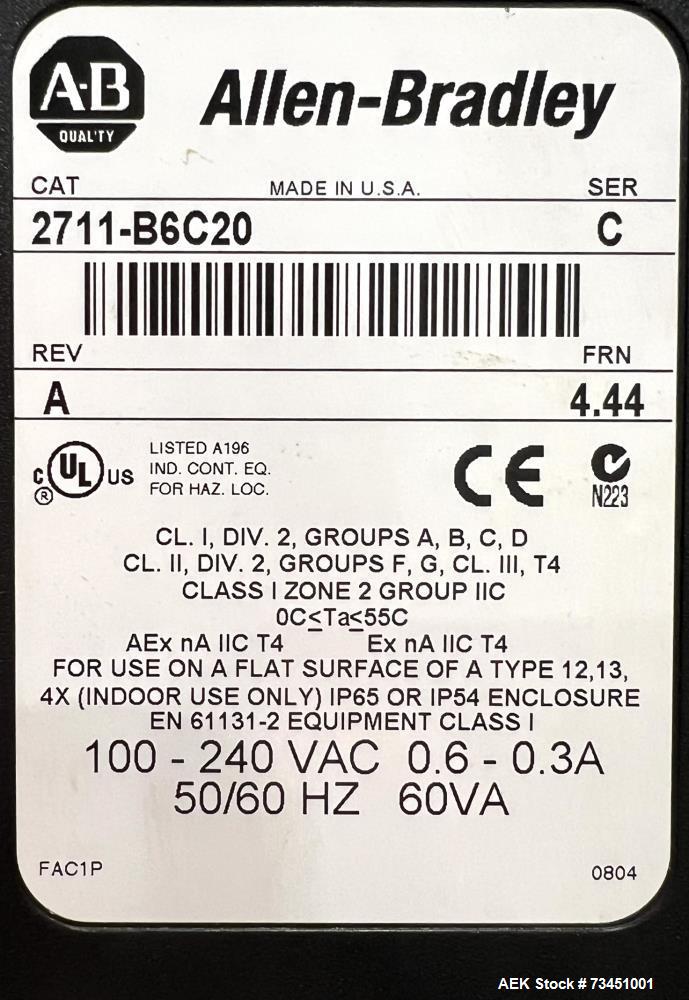 A-B
QUALITY
Allen-Bradley
CAT MADE IN U.S.A. SER
2711-B6C20 C
REV FRN
A 4.44
C UL US
®
LISTED A196
IND. CONT. EQ.
FOR HAZ. LOC.
CE
N223
CL. I, DIV. 2, GROUPS A, B, C, D
CL. II, DIV. 2, GROUPS F, G, CL. III, T4
CLASS I ZONE 2 GROUP IIC
0C≤Ta≤55C
AEx nA IIC T4 Ex nA IIC T4
FOR USE ON A FLAT SURFACE OF A TYPE 12,13,
4X (INDOOR USE ONLY) IP65 OR IP54 ENCLOSURE
EN 61131-2 EQUIPMENT CLASS I
100 - 240 VAC 0.6 - 0.3A
50/60 HZ 60VA
FAC1P 0804
AEK Stock # 73451001